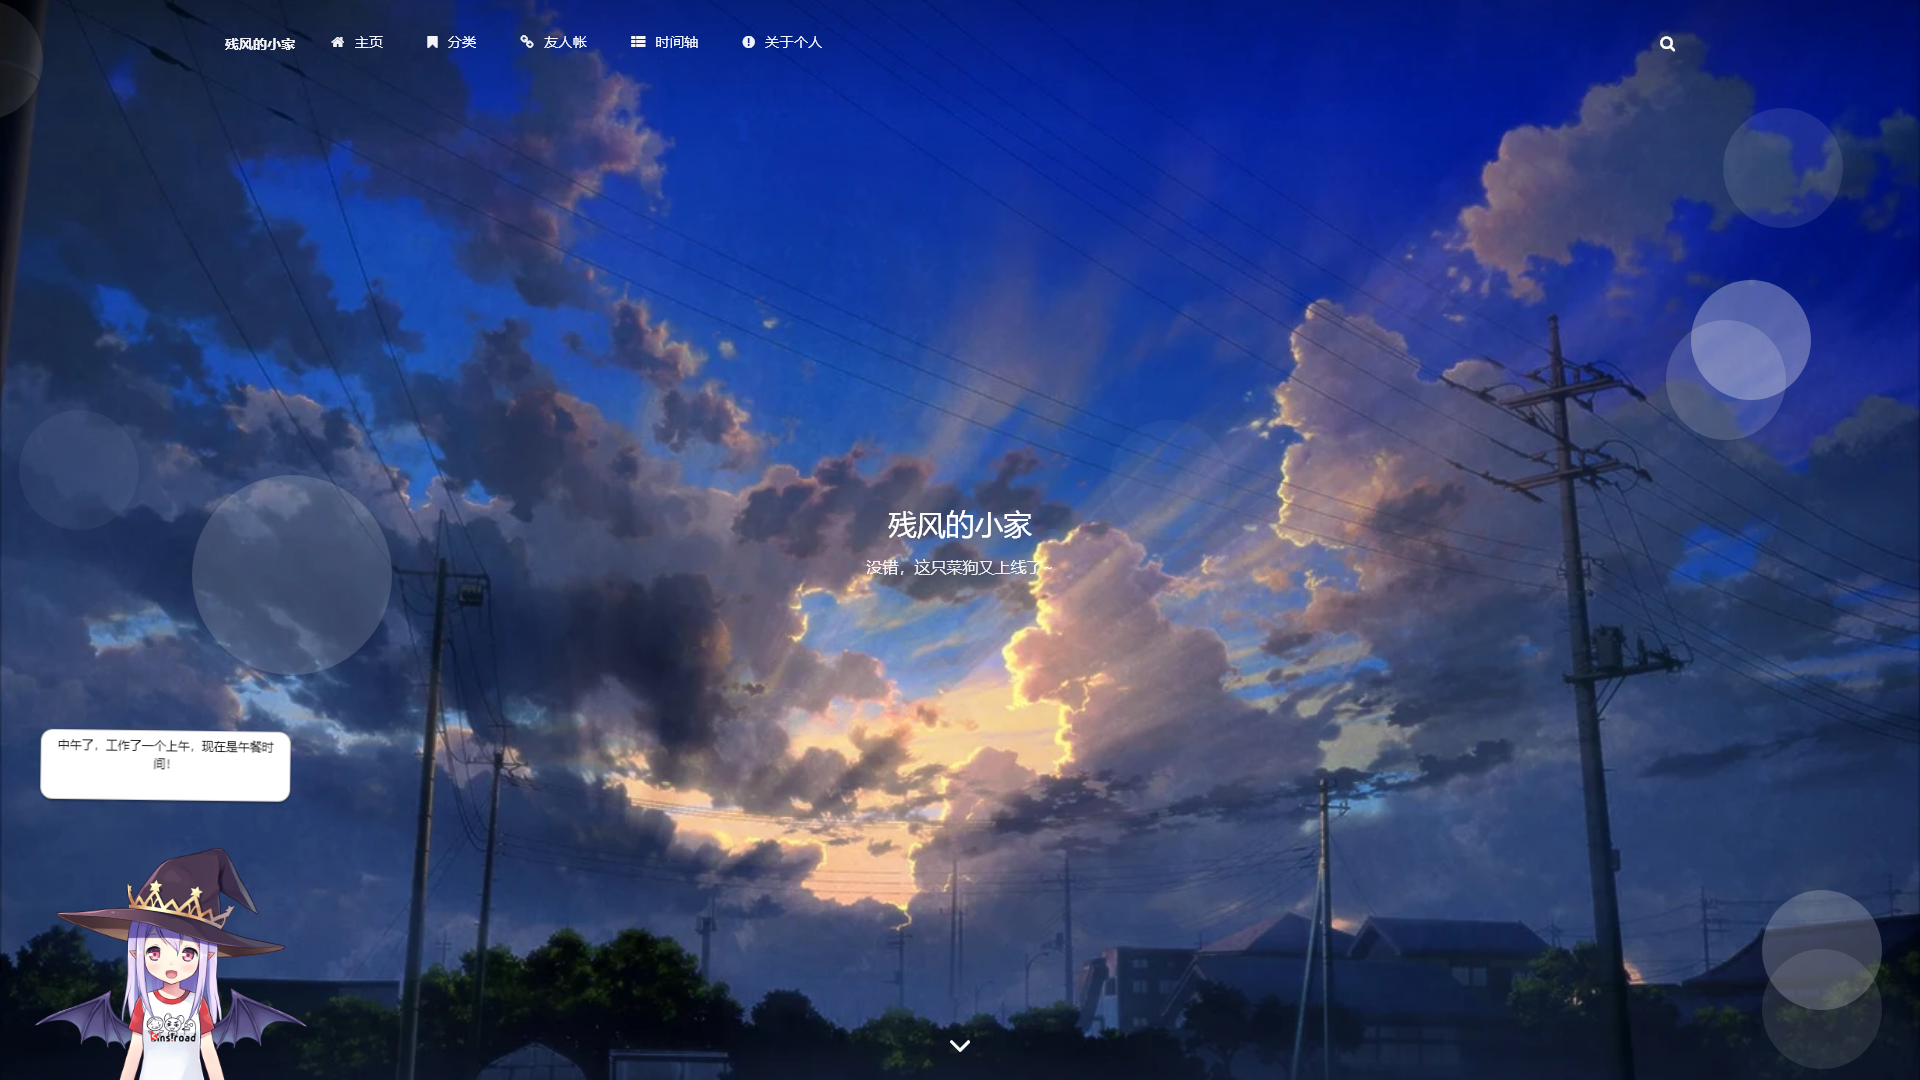 残风的小家 主页 分类 友人帐 时间轴 关于个人
残风的小家
没错，这只菜狗又上线了~
中午了，工作了一个上午，现在是午餐时
间！
ins!road